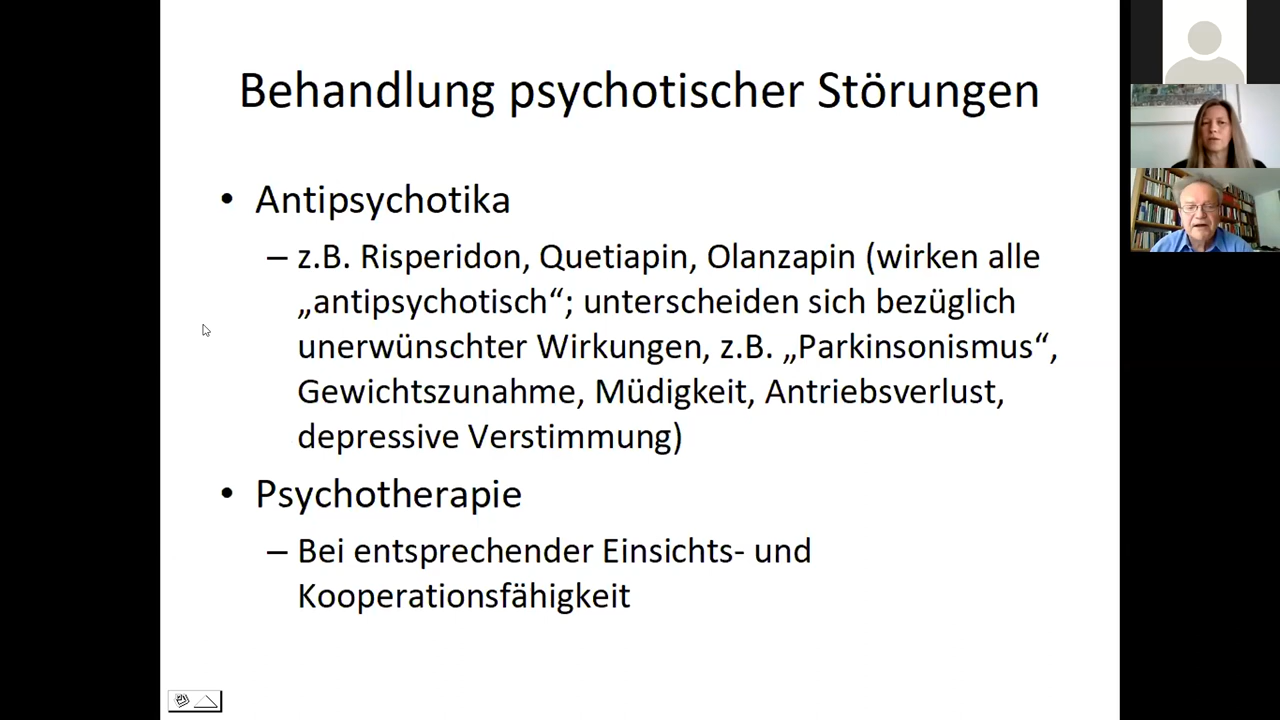 Behandlung psychotischer Störungen
• Antipsychotika
– z.B. Risperidon, Quetiapin, Olanzapin (wirken alle
„antipsychotisch“; unterscheiden sich bezüglich
unerwünschter Wirkungen, z.B. „Parkinsonismus“,
Gewichtszunahme, Müdigkeit, Antriebsverlust,
depressive Verstimmung)
• Psychotherapie
– Bei entsprechender Einsichts- und
Kooperationsfähigkeit